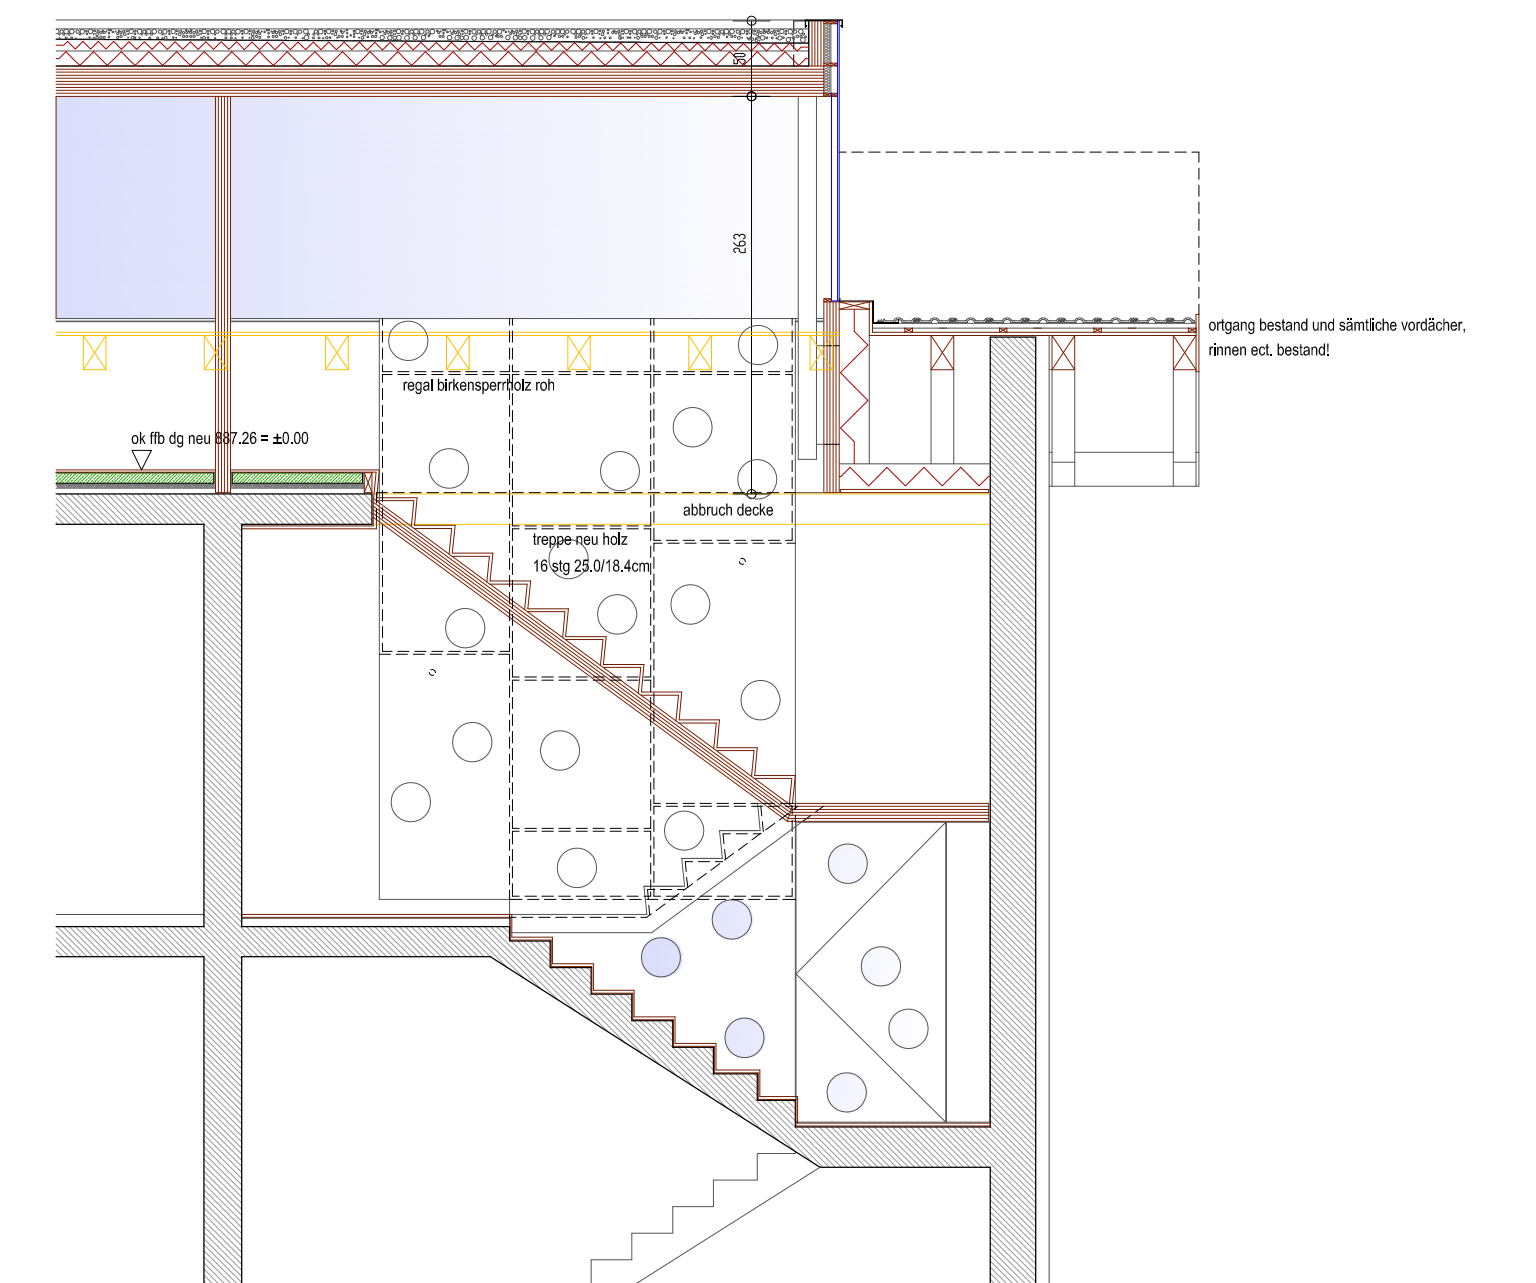 50
263
ortgang bestand und sämtliche vordächer,
rinnen ect. bestand!
regal birkensperrholz roh
ok ffb dg neu 887.26 = ±0.00
abbruch decke
treppe neu holz
16 stg 25.0/18.4cm